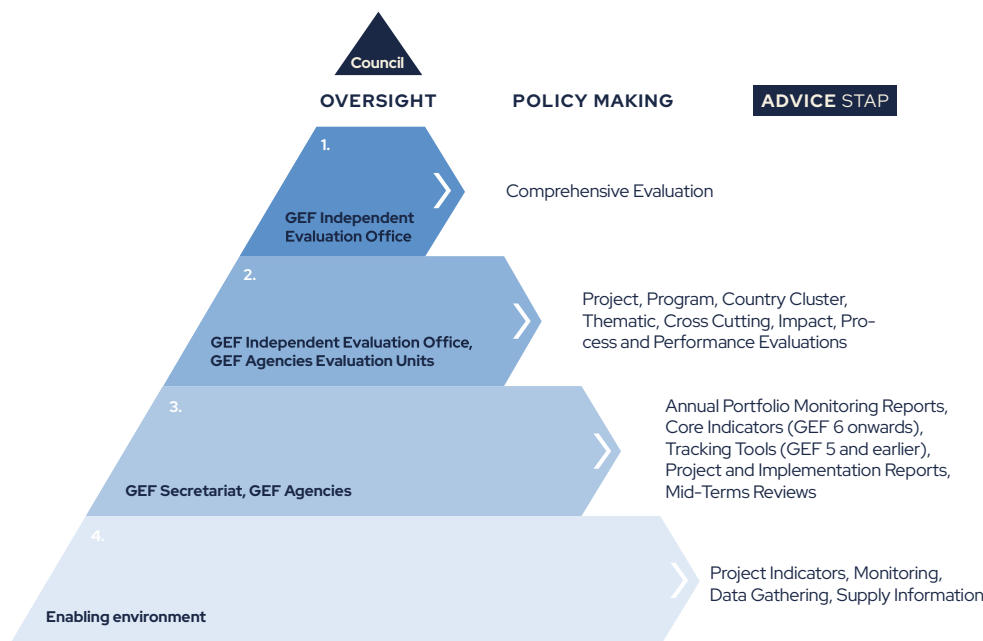 Council
OVERSIGHT
POLICY MAKING
ADVICE STAP
1.
GEF Independent
Evaluation Office
Comprehensive Evaluation
2.
GEF Independent Evaluation Office,
GEF Agencies Evaluation Units
Project, Program, Country Cluster,
Thematic, Cross Cutting, Impact, Pro-
cess and Performance Evaluations
3.
GEF Secretariat, GEF Agencies
Annual Portfolio Monitoring Reports,
Core Indicators (GEF 6 onwards),
Tracking Tools (GEF 5 and earlier),
Project and Implementation Reports,
Mid-Terms Reviews
4.
Enabling environment
Project Indicators, Monitoring,
Data Gathering, Supply Information